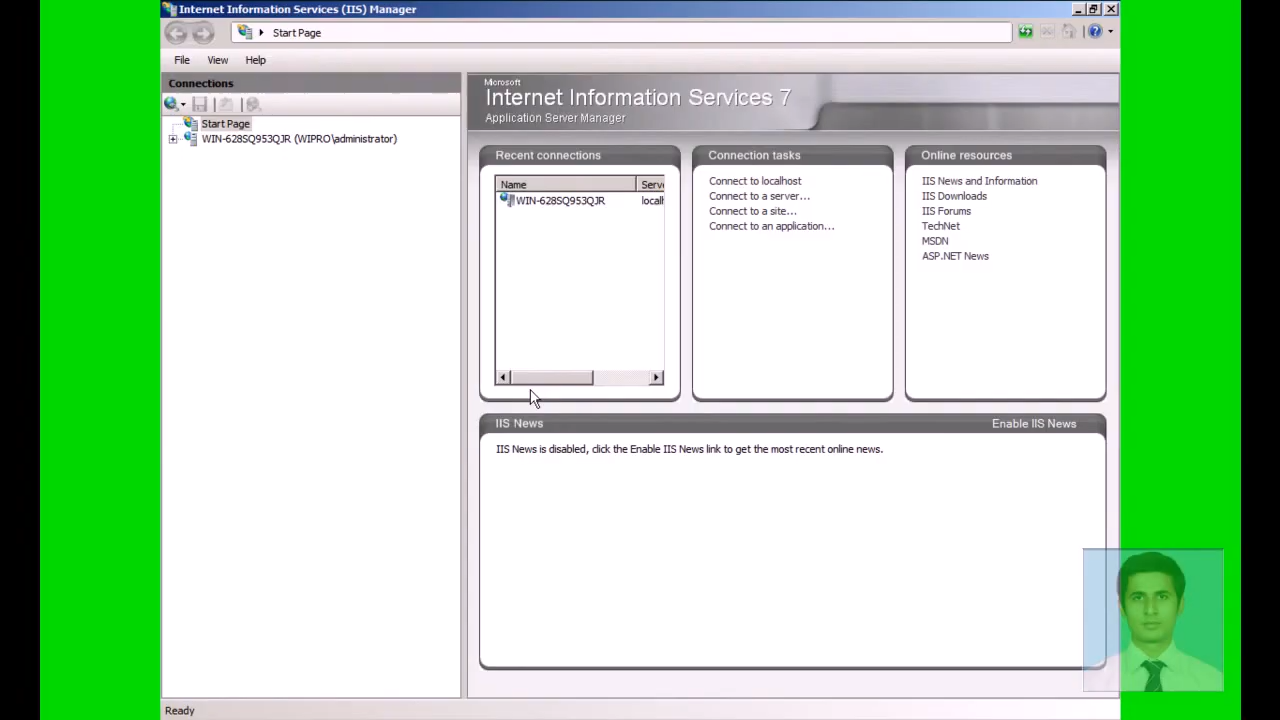 Internet Information Services (IIS) Manager
Start Page
File View Help
Connections
Start Page
WIN-628SQ953QJR (WIPRO\administrator)
Microsoft
Internet Information Services 7
Application Server Manager
Recent connections
Name Serve
WIN-628SQ953QJR localh
Connection tasks
Connect to localhost
Connect to a server...
Connect to a site...
Connect to an application...
Online resources
IIS News and Information
IIS Downloads
IIS Forums
TechNet
MSDN
ASP.NET News
IIS News Enable IIS News
IIS News is disabled, click the Enable IIS News link to get the most recent online news.
Ready